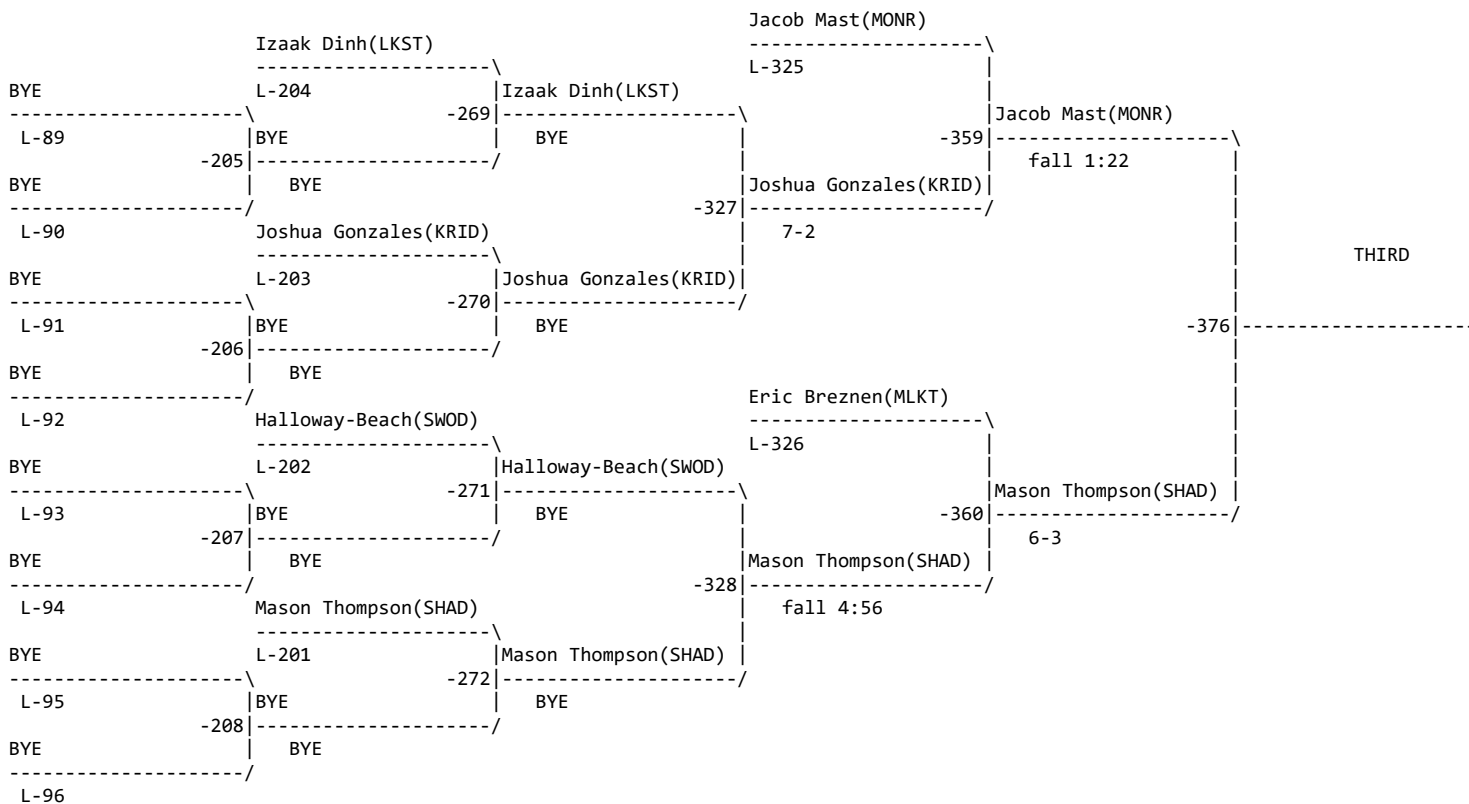 Jacob Mast(MONR)
Izaak Dinh(LKST)           ---------------------\
---------------------\ L-325 |
BYE L-204 |Izaak Dinh(LKST) |
---------------------\ -269|---------------------\ |Jacob Mast(MONR)
L-89 |BYE | BYE | -359|---------------------\
-205|---------------------/ | | fall 1:22 |
BYE | BYE |Joshua Gonzales(KRID)| |
---------------------/ -327|---------------------/ |
L-90 Joshua Gonzales(KRID) | 7-2 |
---------------------\ | | THIRD
BYE L-203 |Joshua Gonzales(KRID)| |
---------------------\ -270|---------------------/ |
L-91 |BYE | BYE -376|---------------------
-206|---------------------/ |
BYE | BYE |
---------------------/ Eric Breznen(MLKT) |
L-92 Halloway-Beach(SWOD) ---------------------\ |
---------------------\ L-326 | |
BYE L-202 |Halloway-Beach(SWOD) | |
---------------------\ -271|---------------------\ |Mason Thompson(SHAD) |
L-93 |BYE | BYE | -360|---------------------/
-207|---------------------/ | | 6-3
BYE | BYE |Mason Thompson(SHAD) |
---------------------/ -328|---------------------/
L-94 Mason Thompson(SHAD) | fall 4:56
---------------------\ |
BYE L-201 |Mason Thompson(SHAD) |
---------------------\ -272|---------------------/
L-95 |BYE | BYE
-208|---------------------/
BYE | BYE
---------------------/
L-96